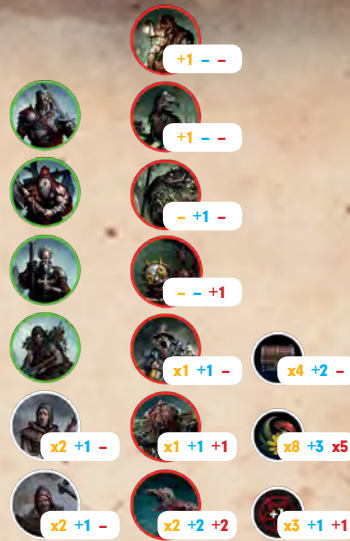 +1 – –
+1 – –
– +1 –
– – +1
x1 +1 –
x4 +2 –
x2 +1 –
x1 +1 +1
x8 +3 x5
x2 +1 –
x2 +2 +2
x3 +1 +1